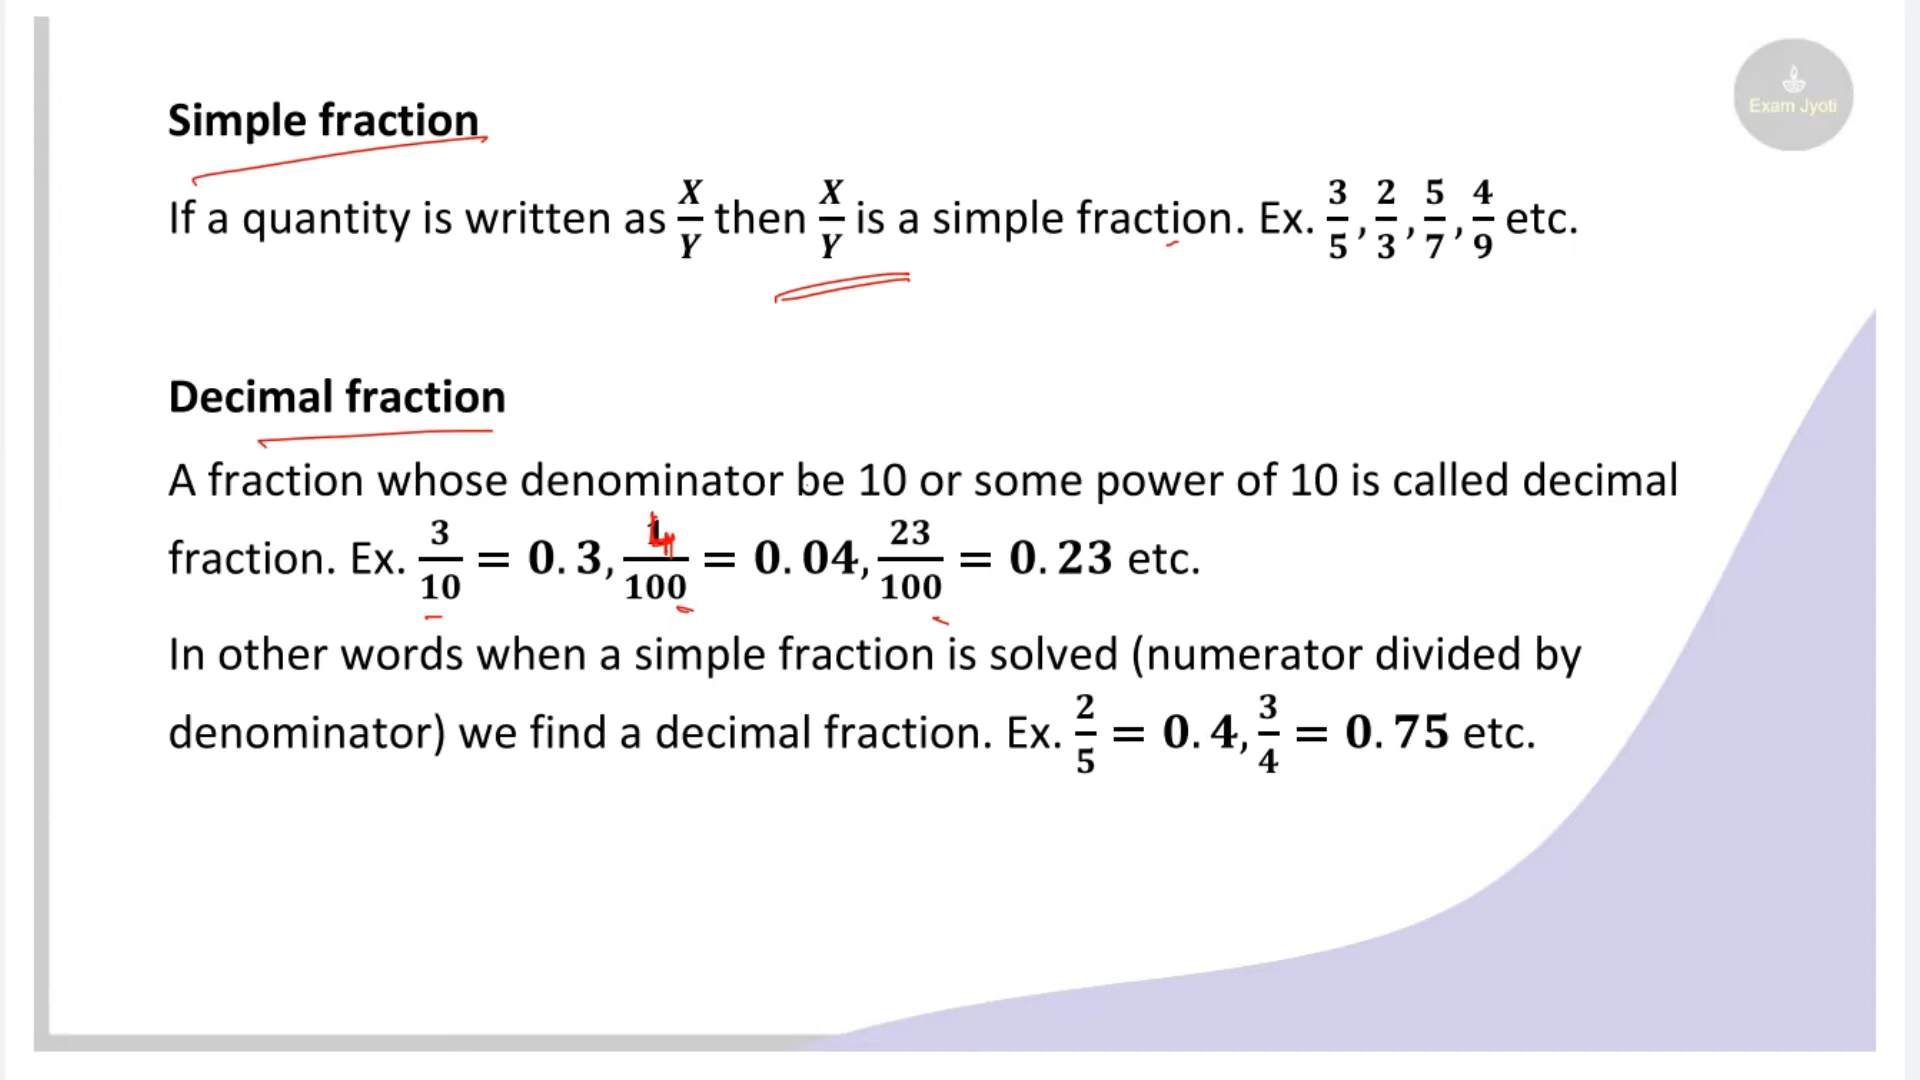 Exam Jyoti
Simple fraction
If a quantity is written as X/Y then X/Y is a simple fraction. Ex. 3/5, 2/3, 5/7, 4/9 etc.
Decimal fraction
A fraction whose denominator be 10 or some power of 10 is called decimal
fraction. Ex. 3/10 = 0.3, 4/100 = 0.04, 23/100 = 0.23 etc.
In other words when a simple fraction is solved (numerator divided by
denominator) we find a decimal fraction. Ex. 2/5 = 0.4, 3/4 = 0.75 etc.